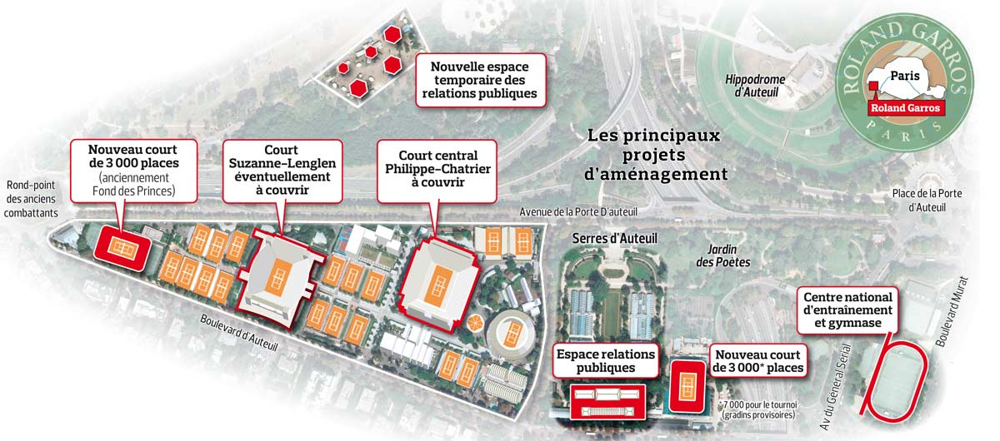 Nouvelle espace
temporaire des
relations publiques
Hippodrome
d'Auteuil
ROLAND GARROS
PARIS
Paris
Roland Garros
Les principaux
projets
d'aménagement
Nouveau court
de 3 000 places
(anciennement
Fond des Princes)
Court
Suzanne-Lenglen
éventuellement
à couvrir
Court central
Philippe-Chatrier
à couvrir
Rond-point
des anciens
combattants
Avenue de la Porte D'auteuil
Place de la Porte
d'Auteuil
Serres d'Auteuil
Jardin
des Poètes
Boulevard d'Auteuil
Centre national
d'entraînement
et gymnase
Boulevard Murat
Espace relations
publiques
Nouveau court
de 3 000* places
7 000 pour le tournoi
(gradins provisoires)
Av du Général Serial